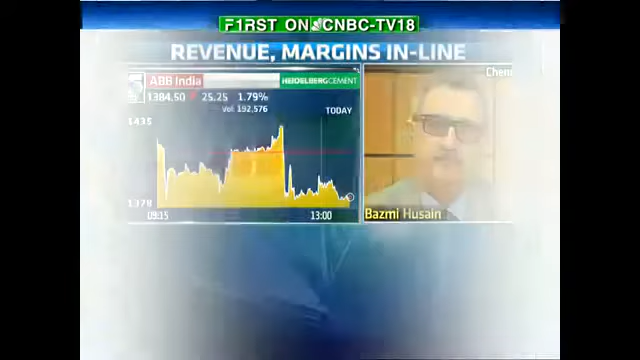 F1RST ON CNBC-TV18
REVENUE, MARGINS IN-LINE
ABB India
HEIDELBERGCEMENT
1384.50 25.25 1.79%
Vol 192,576
TODAY
1435
1378
09:15
13:00
Chenn
Bazmi Husain